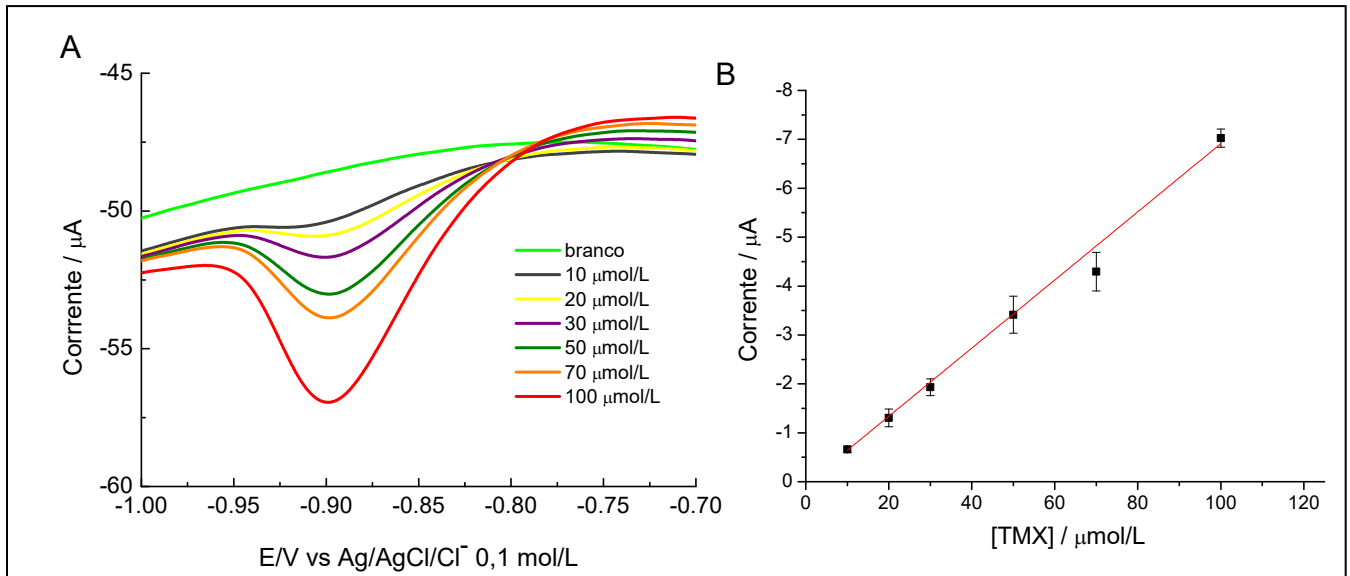 A
-45
-50
-55
-60
Corrrente / μA
-1.00 -0.95 -0.90 -0.85 -0.80 -0.75 -0.70
E/V vs Ag/AgCl/Cl⁻ 0,1 mol/L
branco
10 μmol/L
20 μmol/L
30 μmol/L
50 μmol/L
70 μmol/L
100 μmol/L
B
-8
-7
-6
-5
-4
-3
-2
-1
0
Corrente / μA
0 20 40 60 80 100 120
[TMX] / μmol/L